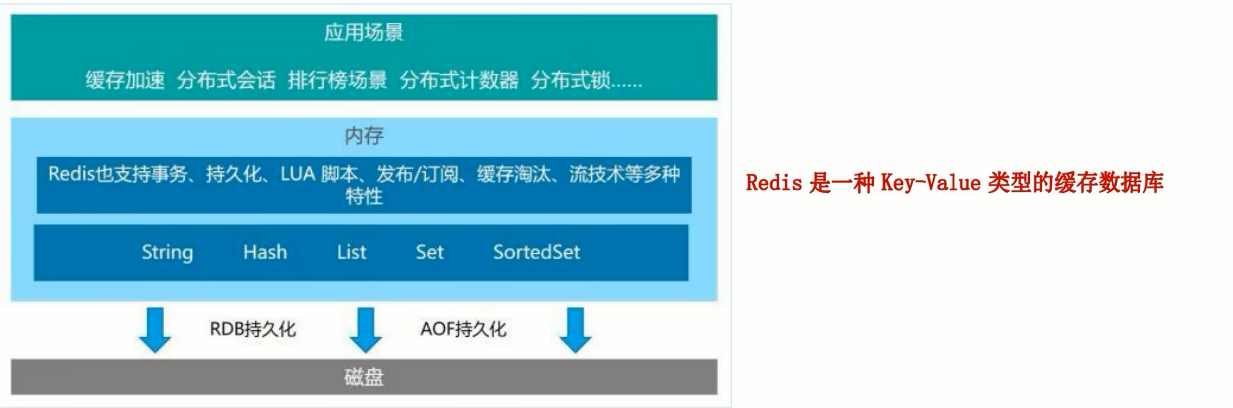 应用场景
缓存加速 分布式会话 排行榜场景 分布式计数器 分布式锁......
内存
Redis也支持事务、持久化、LUA 脚本、发布/订阅、缓存淘汰、流技术等多种
特性
Redis 是一种 Key-Value 类型的缓存数据库
String Hash List Set SortedSet
RDB持久化 AOF持久化
磁盘